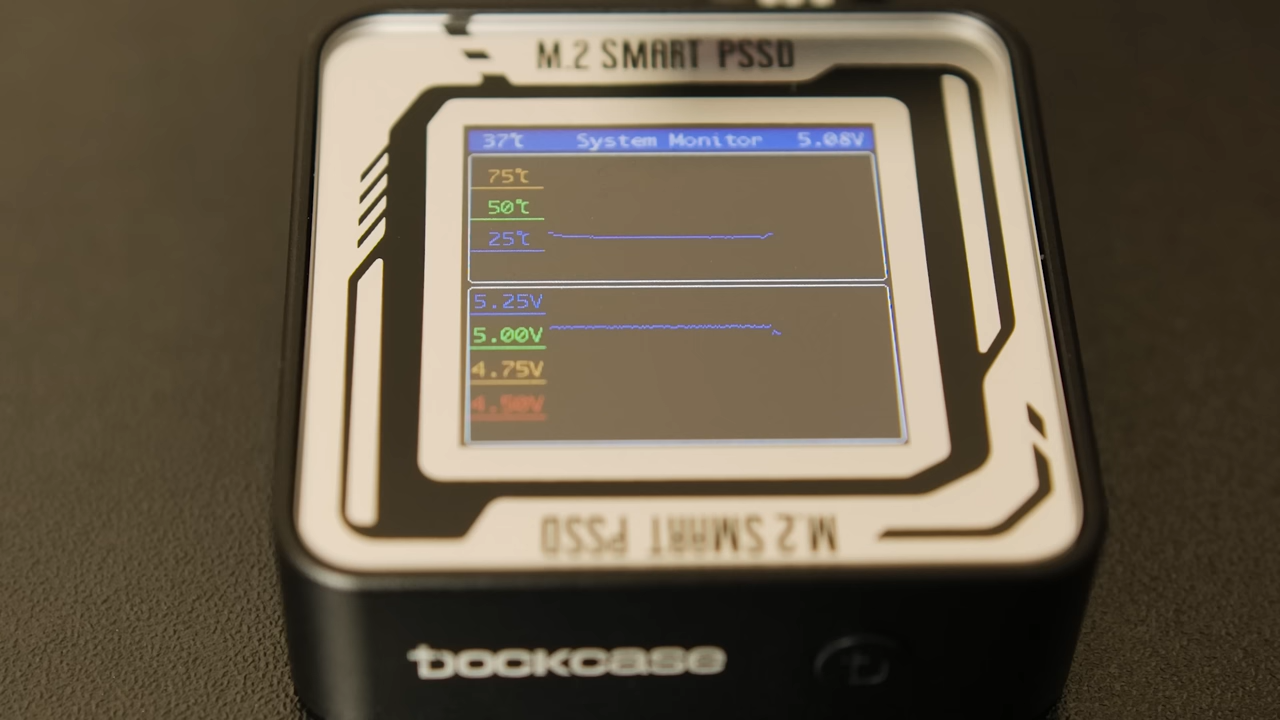 M.2 SMART PSSD
37℃ System Monitor 5.08V
75℃
50℃
25℃
5.25V
5.00V
4.75V
4.50V
M.2 SMART PSSD
dockcase